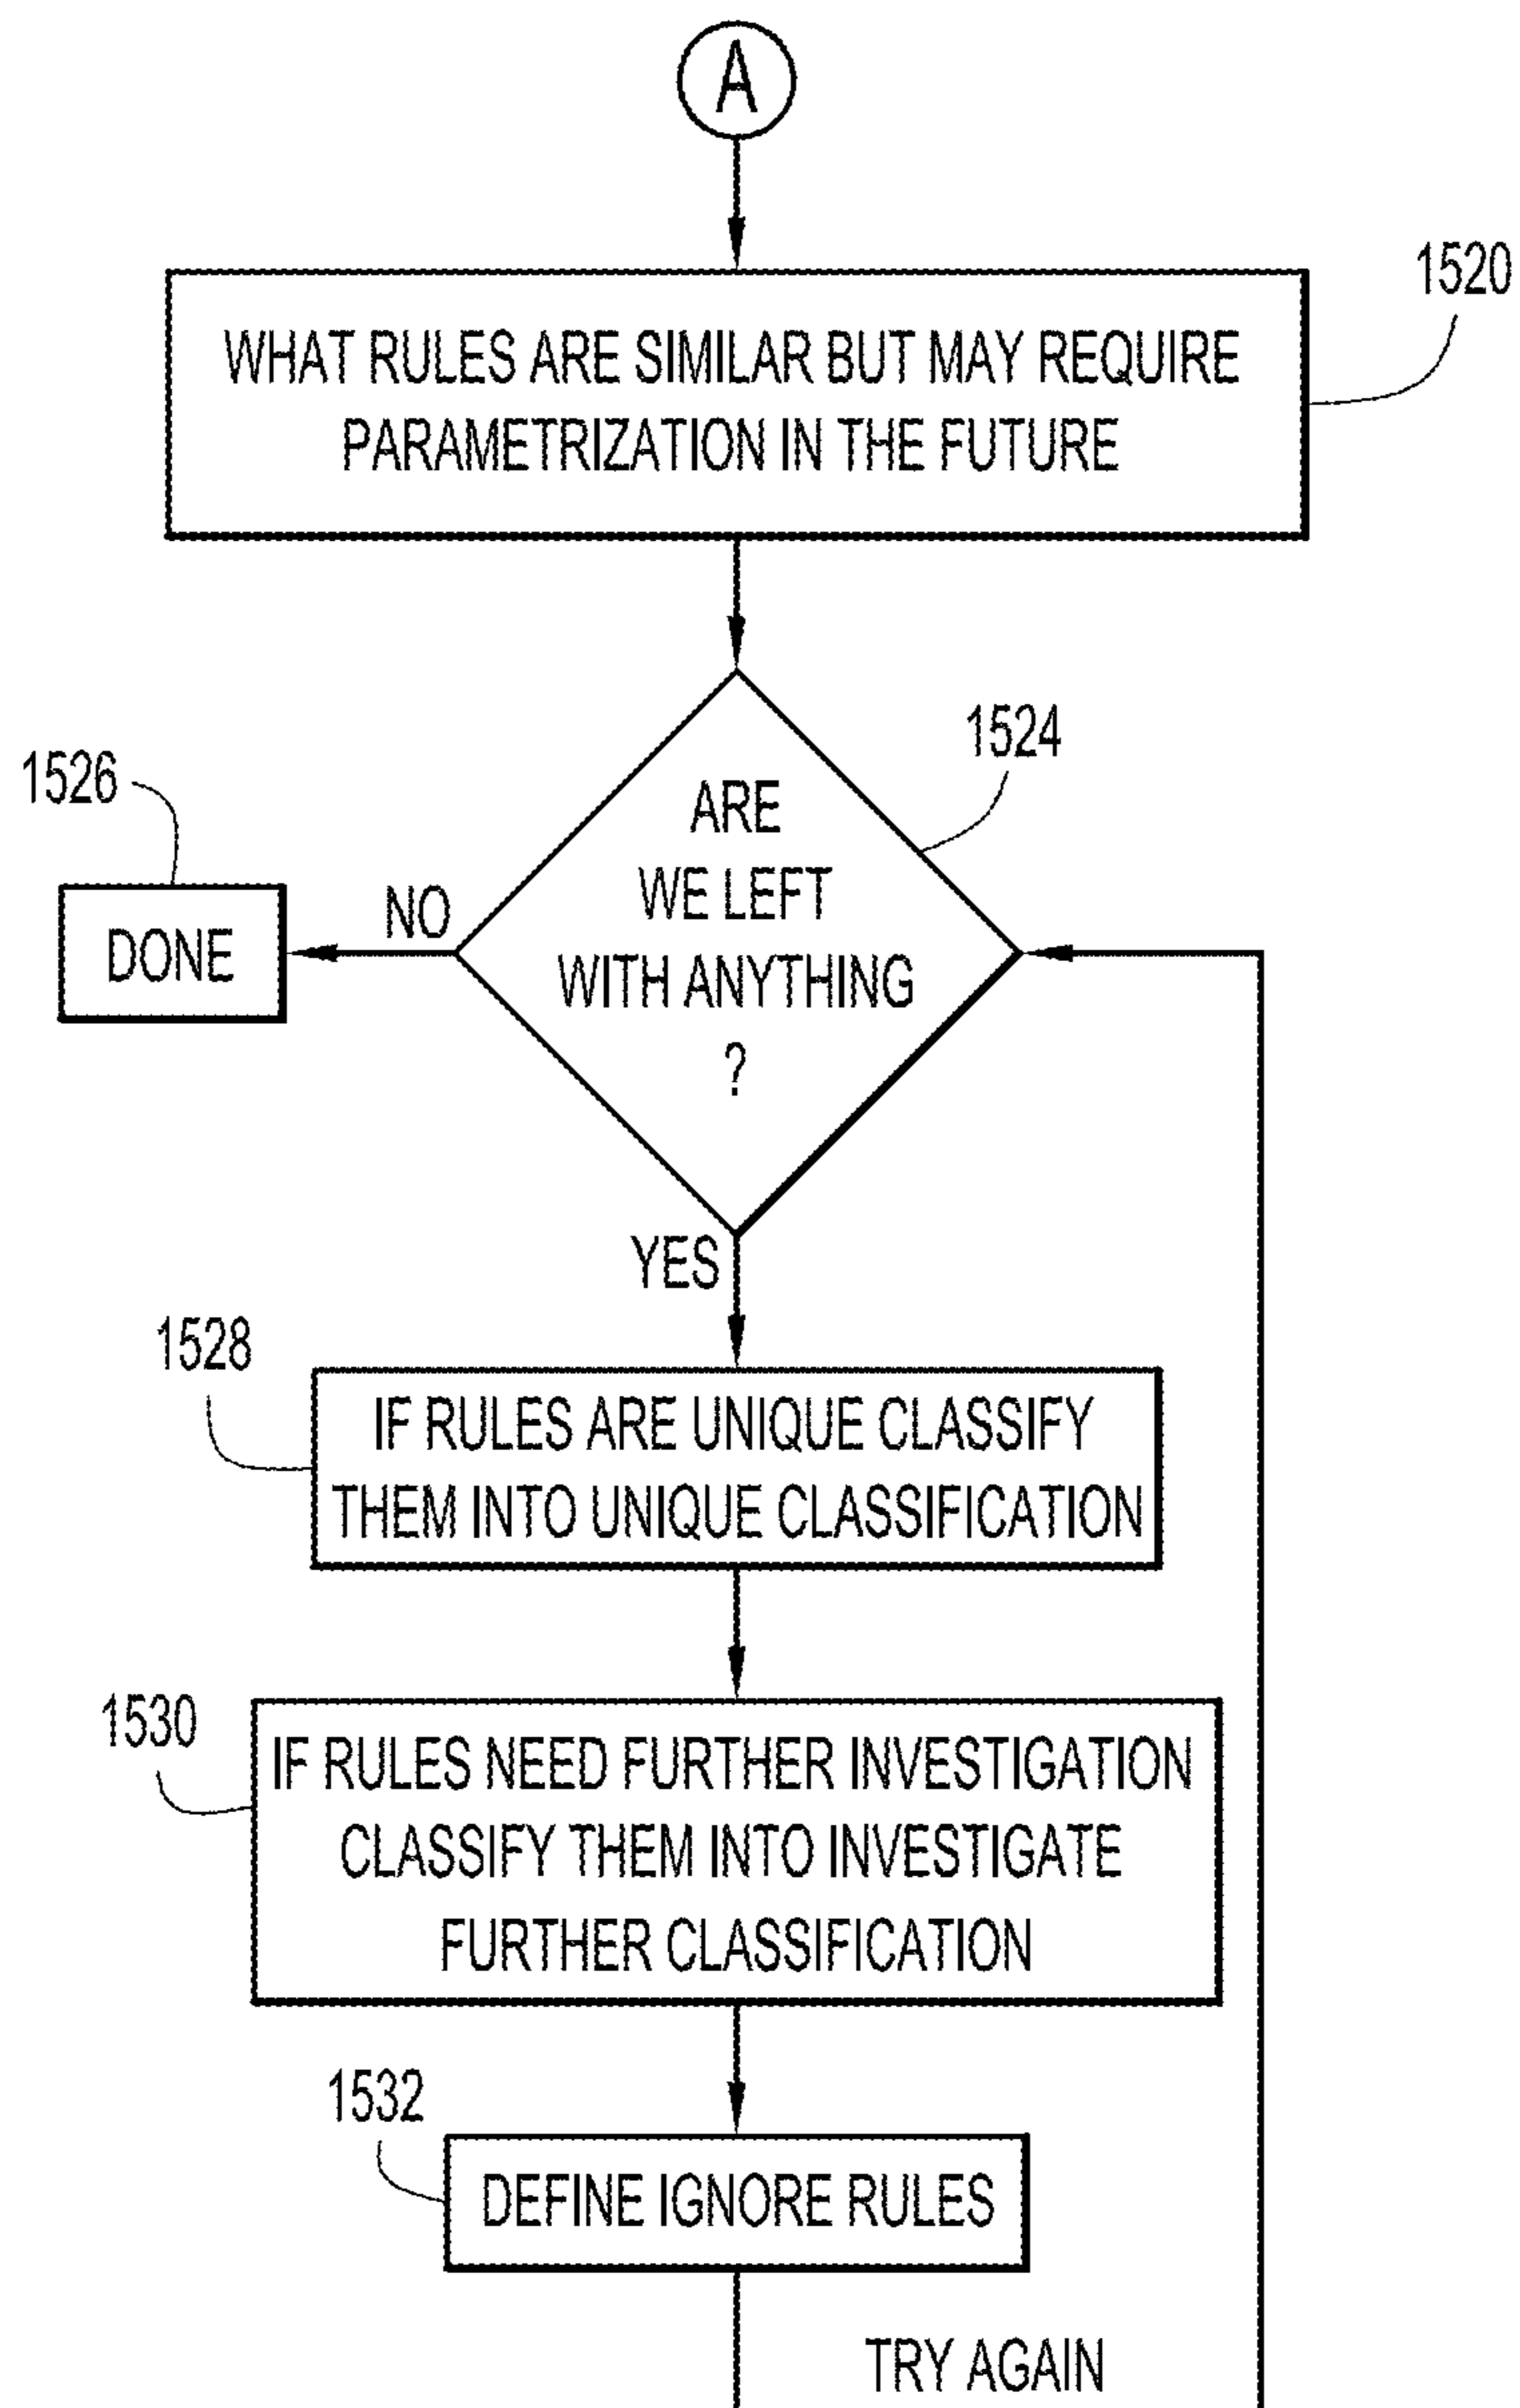 A
1520
WHAT RULES ARE SIMILAR BUT MAY REQUIRE
PARAMETRIZATION IN THE FUTURE
1524
1526
ARE
WE LEFT
WITH ANYTHING
?
NO
DONE
YES
1528
IF RULES ARE UNIQUE CLASSIFY
THEM INTO UNIQUE CLASSIFICATION
1530
IF RULES NEED FURTHER INVESTIGATION
CLASSIFY THEM INTO INVESTIGATE
FURTHER CLASSIFICATION
1532
DEFINE IGNORE RULES
TRY AGAIN